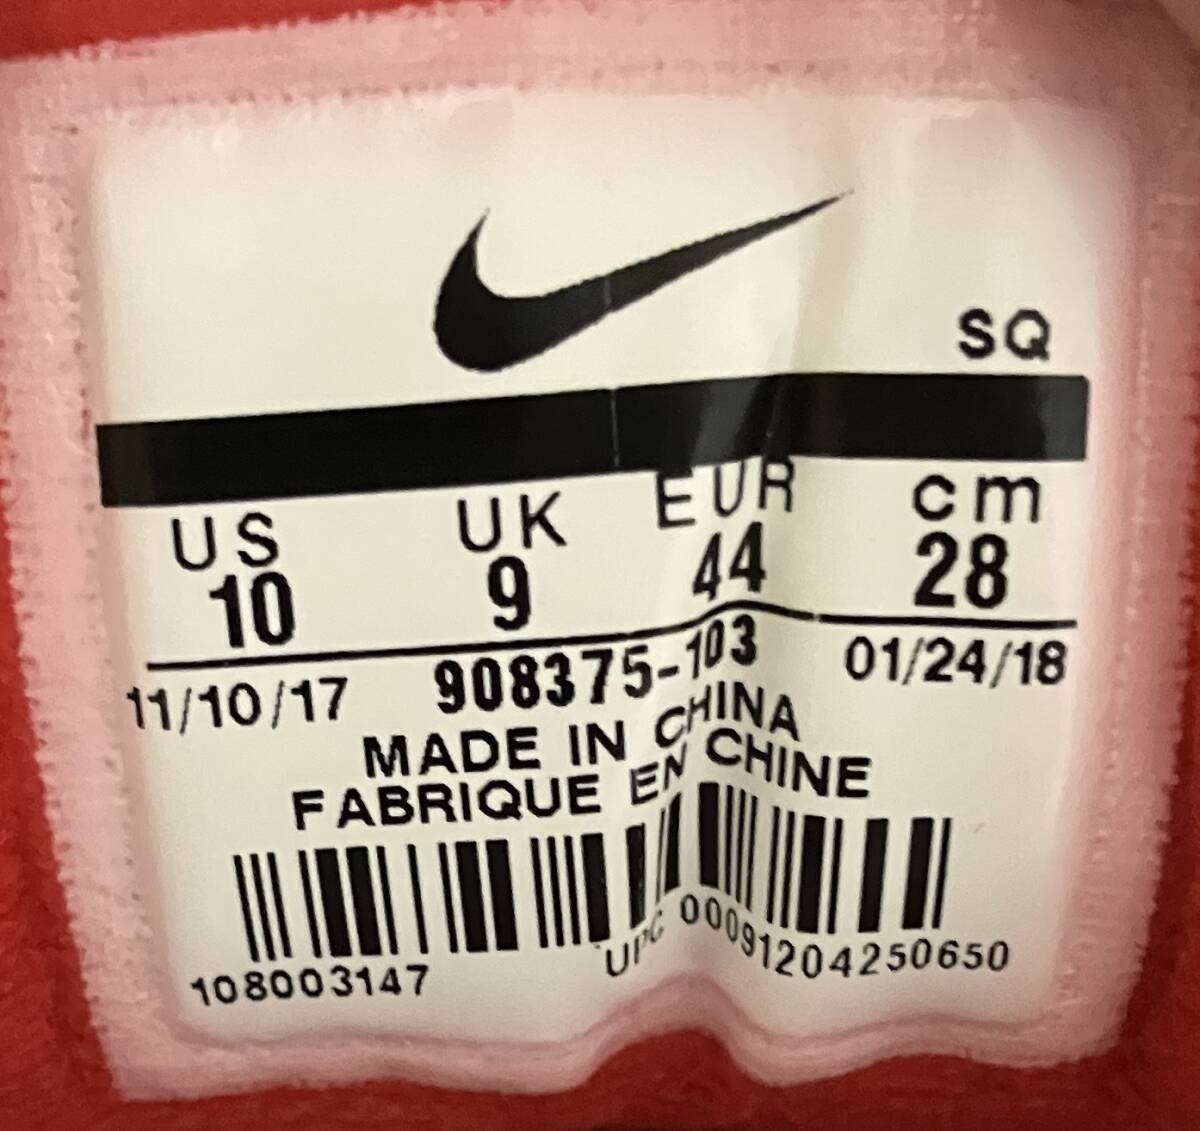 SQ
US UK EUR cm
10 9 44 28
11/10/17 908375-103 01/24/18
MADE IN CHINA
FABRIQUE EN CHINE
108003147 UPC 00091204250650